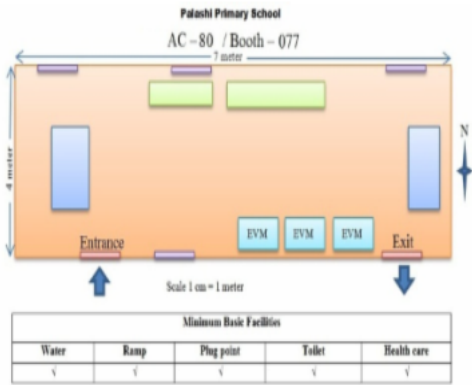 Palashi Primary School
AC – 80 / Booth – 077
7 meter
4 meter
N
EVM EVM EVM
Entrance
Exit
Scale 1 cm = 1 meter
Minimum Basic Facilities
Water Ramp Plug point Toilet Health care
√ √ √ √ √